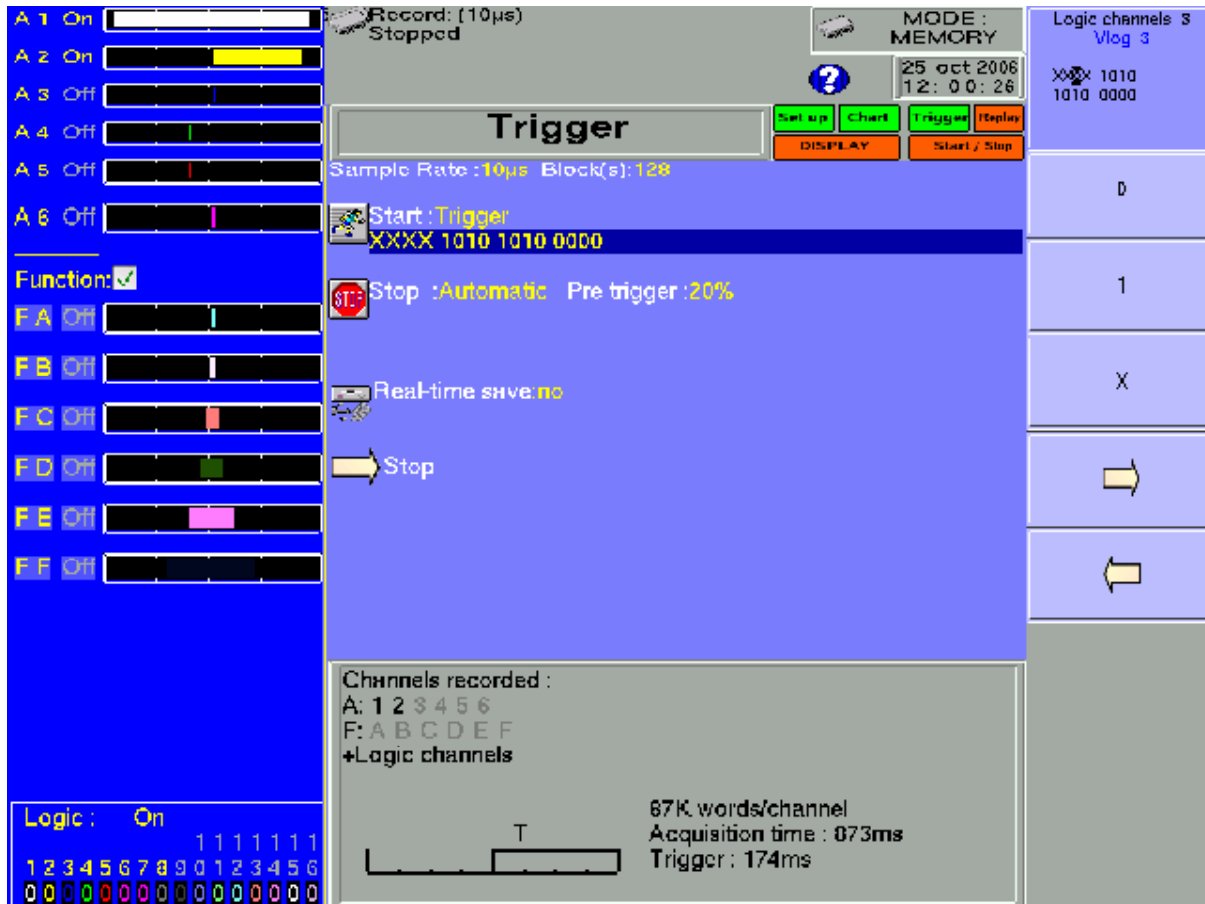 A 1 On
A 2 On
A 3 Off
A 4 Off
A 5 Off
A 6 Off
Function:
F A Off
F B Off
F C Off
F D Off
F E Off
F F Off
Logic : On
1 1 1 1 1 1 1
1 2 3 4 5 6 7 8 9 0 1 2 3 4 5 6
0 0 0 0 0 0 0 0 0 0 0 0 0 0 0 0
Record: (10µs)
Stopped
MODE :
MEMORY
?
25 oct 2006
12: 00: 26
Trigger
Set up
Chart
Trigger
Replay
DISPLAY
Start / Stop
Sample Rate :10µs Block(s):128
Start :Trigger
XXXX 1010 1010 0000
STOP
Stop :Automatic Pre trigger :20%
Real-time save:no
Stop
Channels recorded :
A: 1 2 3 4 5 6
F: A B C D E F
+Logic channels
T
87K words/channel
Acquisition time : 873ms
Trigger : 174ms
Logic channels 3
Vlog 3
XXXX 1010
1010 0000
0
1
X